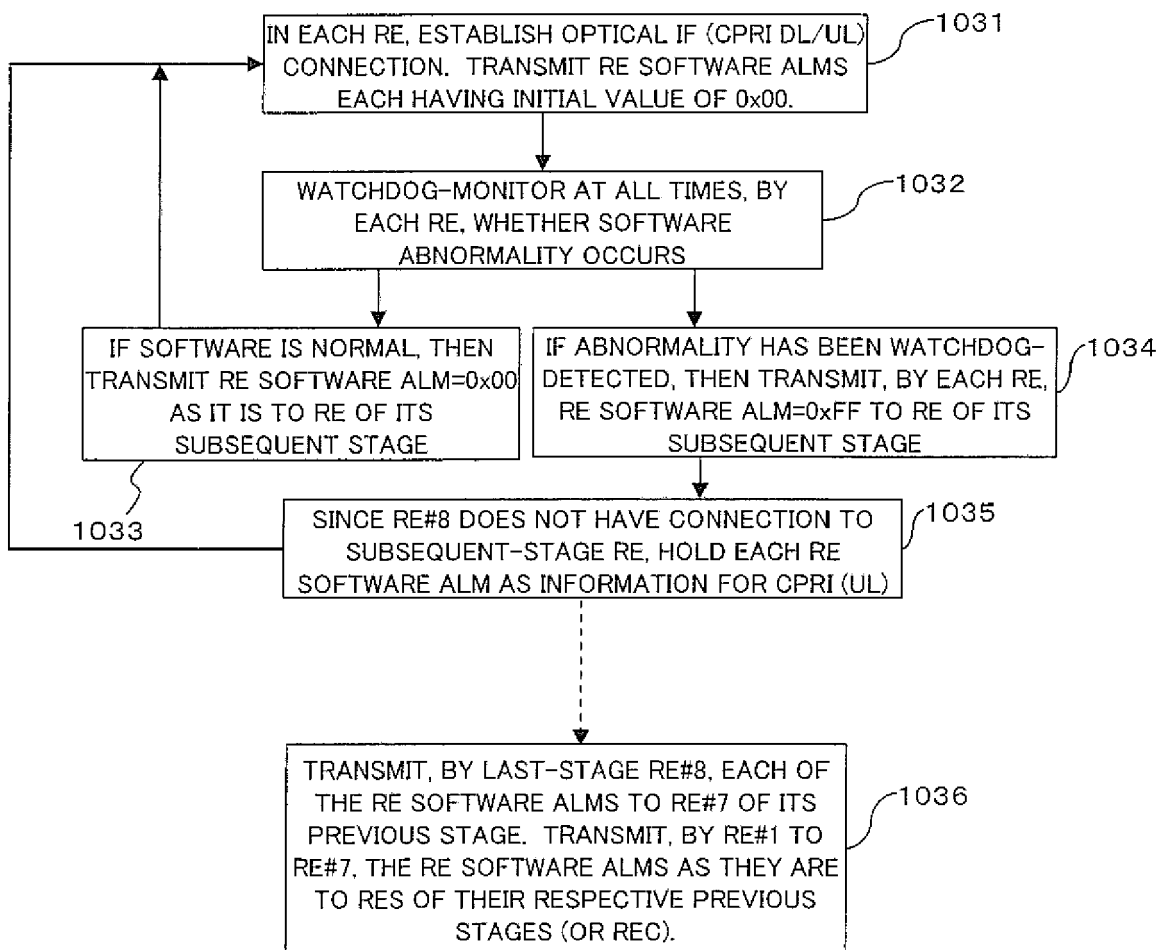 IN EACH RE, ESTABLISH OPTICAL IF (CPRI DL/UL)
CONNECTION. TRANSMIT RE SOFTWARE ALMS
EACH HAVING INITIAL VALUE OF 0x00.
1031
WATCHDOG-MONITOR AT ALL TIMES, BY
EACH RE, WHETHER SOFTWARE
ABNORMALITY OCCURS
1032
IF SOFTWARE IS NORMAL, THEN
TRANSMIT RE SOFTWARE ALM=0x00
AS IT IS TO RE OF ITS
SUBSEQUENT STAGE
1033
IF ABNORMALITY HAS BEEN WATCHDOG-
DETECTED, THEN TRANSMIT, BY EACH RE,
RE SOFTWARE ALM=0xFF TO RE OF ITS
SUBSEQUENT STAGE
1034
SINCE RE#8 DOES NOT HAVE CONNECTION TO
SUBSEQUENT-STAGE RE, HOLD EACH RE
SOFTWARE ALM AS INFORMATION FOR CPRI (UL)
1035
TRANSMIT, BY LAST-STAGE RE#8, EACH OF
THE RE SOFTWARE ALMS TO RE#7 OF ITS
PREVIOUS STAGE. TRANSMIT, BY RE#1 TO
RE#7, THE RE SOFTWARE ALMS AS THEY ARE
TO RES OF THEIR RESPECTIVE PREVIOUS
STAGES (OR REC).
1036